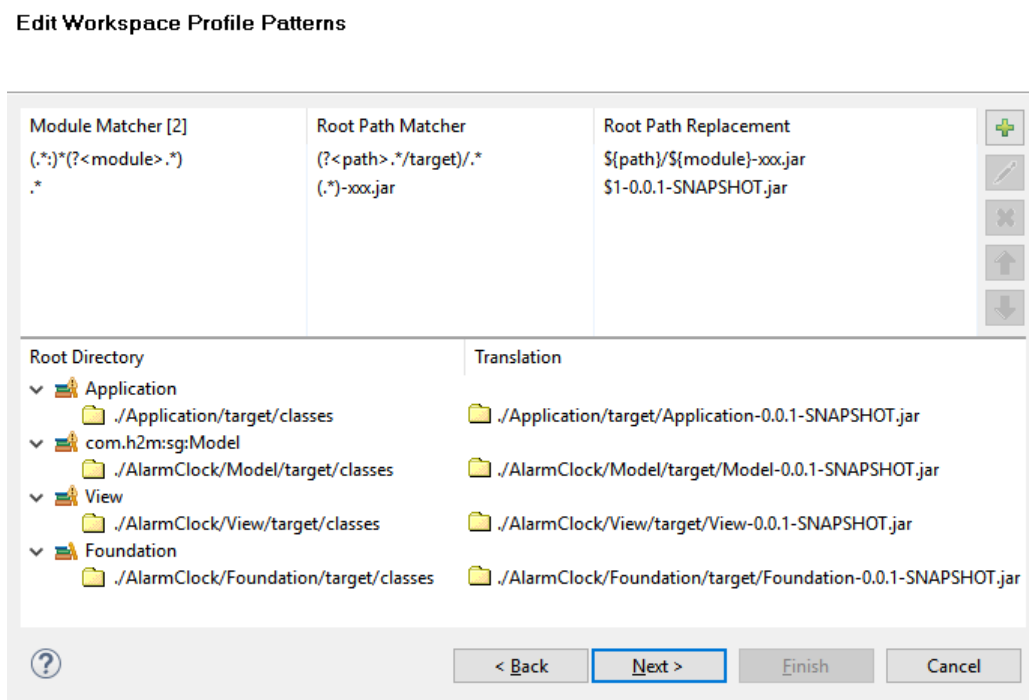 Edit Workspace Profile Patterns
Module Matcher [2] Root Path Matcher Root Path Replacement
(.*:)*(?<module>.*) (?<path>.*/target)/.* ${path}/${module}-xxx.jar
.* (.*)-xxx.jar $1-0.0.1-SNAPSHOT.jar
Root Directory Translation
Application
./Application/target/classes ./Application/target/Application-0.0.1-SNAPSHOT.jar
com.h2m:sg:Model
./AlarmClock/Model/target/classes ./AlarmClock/Model/target/Model-0.0.1-SNAPSHOT.jar
View
./AlarmClock/View/target/classes ./AlarmClock/View/target/View-0.0.1-SNAPSHOT.jar
Foundation
./AlarmClock/Foundation/target/classes ./AlarmClock/Foundation/target/Foundation-0.0.1-SNAPSHOT.jar
? < Back Next > Finish Cancel